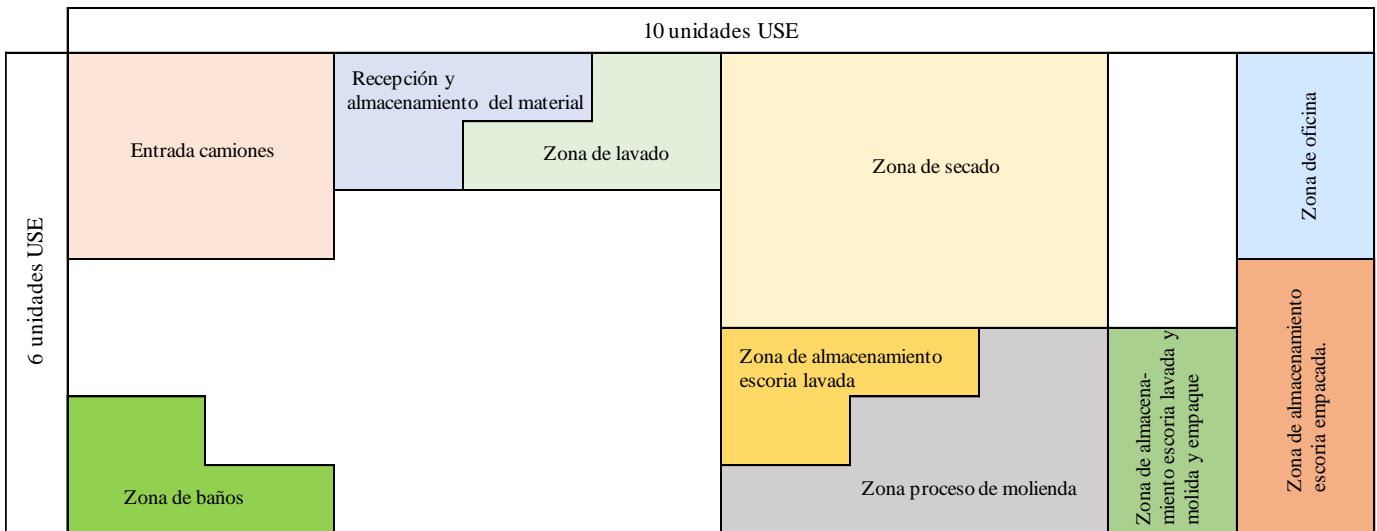 10 unidades USE
6 unidades USE
Entrada camiones
Recepción y
almacenamiento del material
Zona de lavado
Zona de secado
Zona de oficina
Zona de almacenamiento
escoria lavada
Zona proceso de molienda
Zona de almacena-
miento escoria lavada y
molida y empaque
Zona de almacenamiento
escoria empacada.
Zona de baños